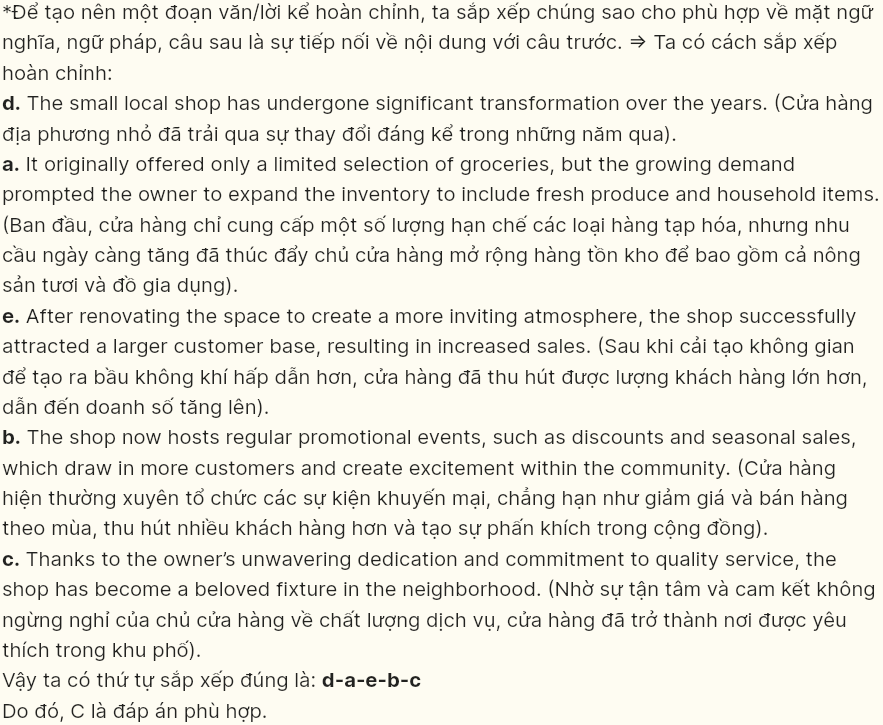 *Để tạo nên một đoạn văn/lời kể hoàn chỉnh, ta sắp xếp chúng sao cho phù hợp về mặt ngữ
nghĩa, ngữ pháp, câu sau là sự tiếp nối về nội dung với câu trước. ⇒ Ta có cách sắp xếp
hoàn chỉnh:
d. The small local shop has undergone significant transformation over the years. (Cửa hàng
địa phương nhỏ đã trải qua sự thay đổi đáng kể trong những năm qua).
a. It originally offered only a limited selection of groceries, but the growing demand
prompted the owner to expand the inventory to include fresh produce and household items.
(Ban đầu, cửa hàng chỉ cung cấp một số lượng hạn chế các loại hàng tạp hóa, nhưng nhu
cầu ngày càng tăng đã thúc đẩy chủ cửa hàng mở rộng hàng tồn kho để bao gồm cả nông
sản tươi và đồ gia dụng).
e. After renovating the space to create a more inviting atmosphere, the shop successfully
attracted a larger customer base, resulting in increased sales. (Sau khi cải tạo không gian
để tạo ra bầu không khí hấp dẫn hơn, cửa hàng đã thu hút được lượng khách hàng lớn hơn,
dẫn đến doanh số tăng lên).
b. The shop now hosts regular promotional events, such as discounts and seasonal sales,
which draw in more customers and create excitement within the community. (Cửa hàng
hiện thường xuyên tổ chức các sự kiện khuyến mại, chẳng hạn như giảm giá và bán hàng
theo mùa, thu hút nhiều khách hàng hơn và tạo sự phấn khích trong cộng đồng).
c. Thanks to the owner’s unwavering dedication and commitment to quality service, the
shop has become a beloved fixture in the neighborhood. (Nhờ sự tận tâm và cam kết không
ngừng nghỉ của chủ cửa hàng về chất lượng dịch vụ, cửa hàng đã trở thành nơi được yêu
thích trong khu phố).
Vậy ta có thứ tự sắp xếp đúng là: d-a-e-b-c
Do đó, C là đáp án phù hợp.